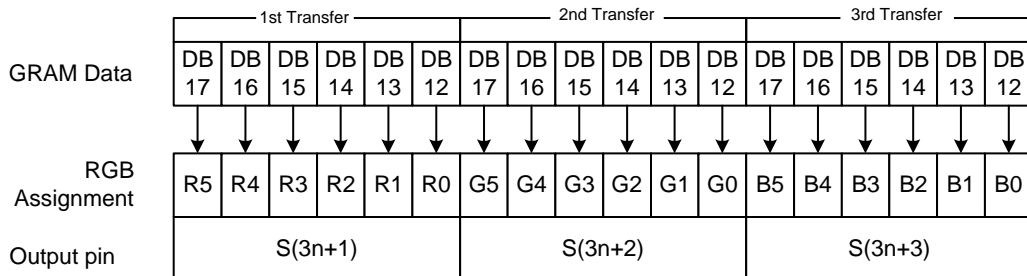 1st Transfer 2nd Transfer 3rd Transfer
GRAM Data DB 17 DB 16 DB 15 DB 14 DB 13 DB 12 DB 17 DB 16 DB 15 DB 14 DB 13 DB 12 DB 17 DB 16 DB 15 DB 14 DB 13 DB 12
RGB Assignment R5 R4 R3 R2 R1 R0 G5 G4 G3 G2 G1 G0 B5 B4 B3 B2 B1 B0
Output pin S(3n+1) S(3n+2) S(3n+3)